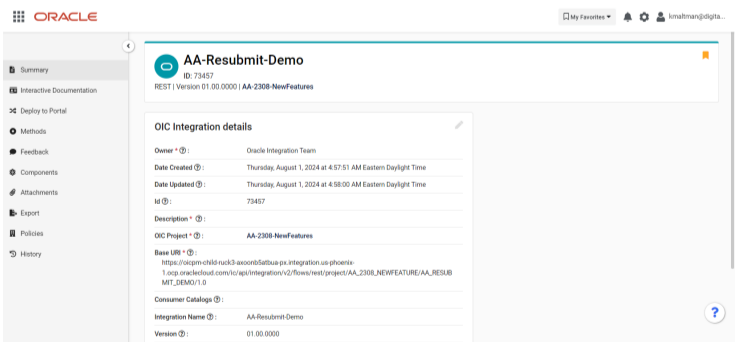 ORACLE
My Favorites
kmaltman@digita...
Summary
Interactive Documentation
Deploy to Portal
Methods
Feedback
Components
Attachments
Export
Policies
History
AA-Resubmit-Demo
ID: 73457
REST | Version 01.00.0000 | AA-2308-NewFeatures
OIC Integration details
Owner * ? : Oracle Integration Team
Date Created ? : Thursday, August 1, 2024 at 4:57:51 AM Eastern Daylight Time
Date Updated ? : Thursday, August 1, 2024 at 4:58:00 AM Eastern Daylight Time
Id ? : 73457
Description * ? :
OIC Project * ? : AA-2308-NewFeatures
Base URI * ? :
https://oicpm-child-ruck3-axoonb5atbua-px.integration.us-phoenix-
1.ocp.oraclecloud.com/ic/api/integration/v2/flows/rest/project/AA_2308_NEWFEATURE/AA_RESUB
MIT_DEMO/1.0
Consumer Catalogs ? :
Integration Name ? : AA-Resubmit-Demo
Version ? : 01.00.0000
?